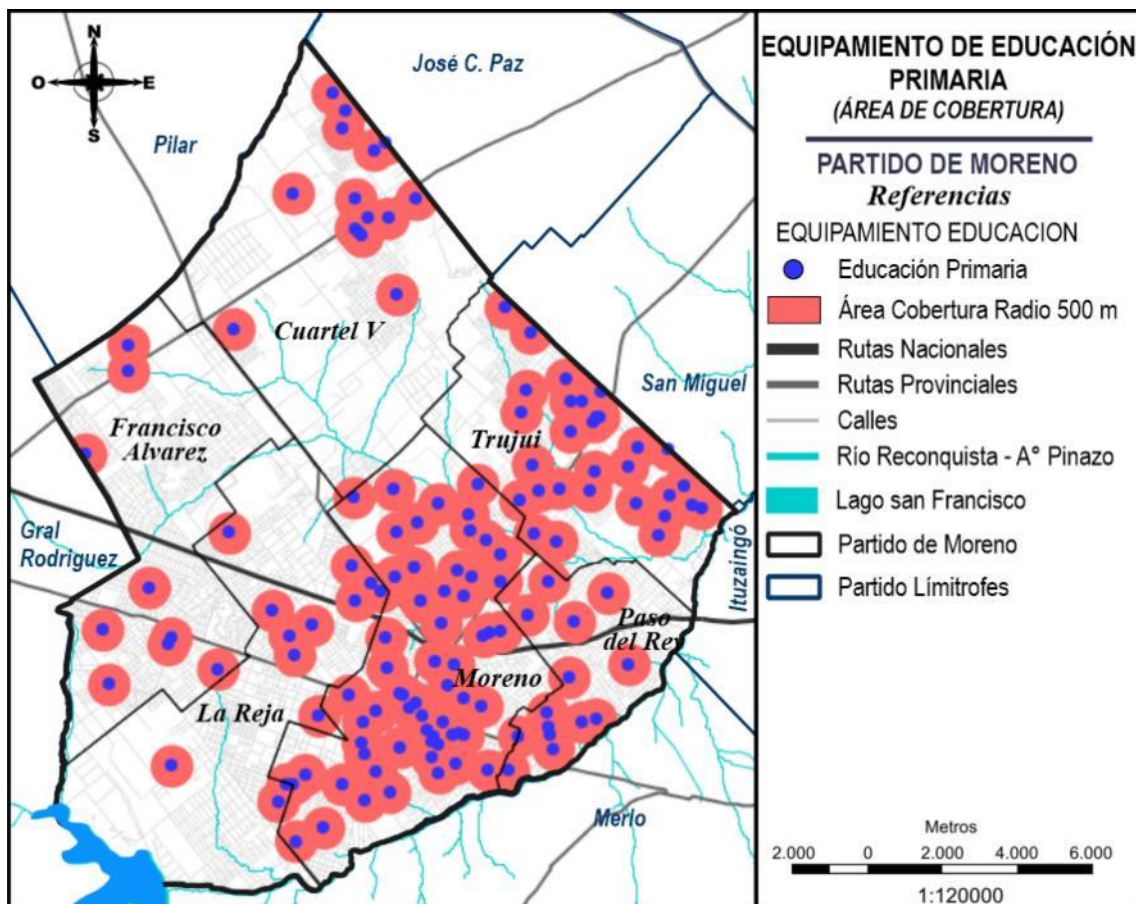 N
O
E
S
José C. Paz
Pilar
Cuartel V
San Miguel
Francisco
Alvarez
Trujui
Gral
Rodriguez
Ituzaingó
Paso
del Rey
Moreno
La Reja
Merlo
EQUIPAMIENTO DE EDUCACIÓN
PRIMARIA
(ÁREA DE COBERTURA)
PARTIDO DE MORENO
Referencias
EQUIPAMIENTO EDUCACION
Educación Primaria
Área Cobertura Radio 500 m
Rutas Nacionales
Rutas Provinciales
Calles
Río Reconquista - A° Pinazo
Lago san Francisco
Partido de Moreno
Partido Límitrofes
Metros
2.000 0 2.000 4.000 6.000
1:120000